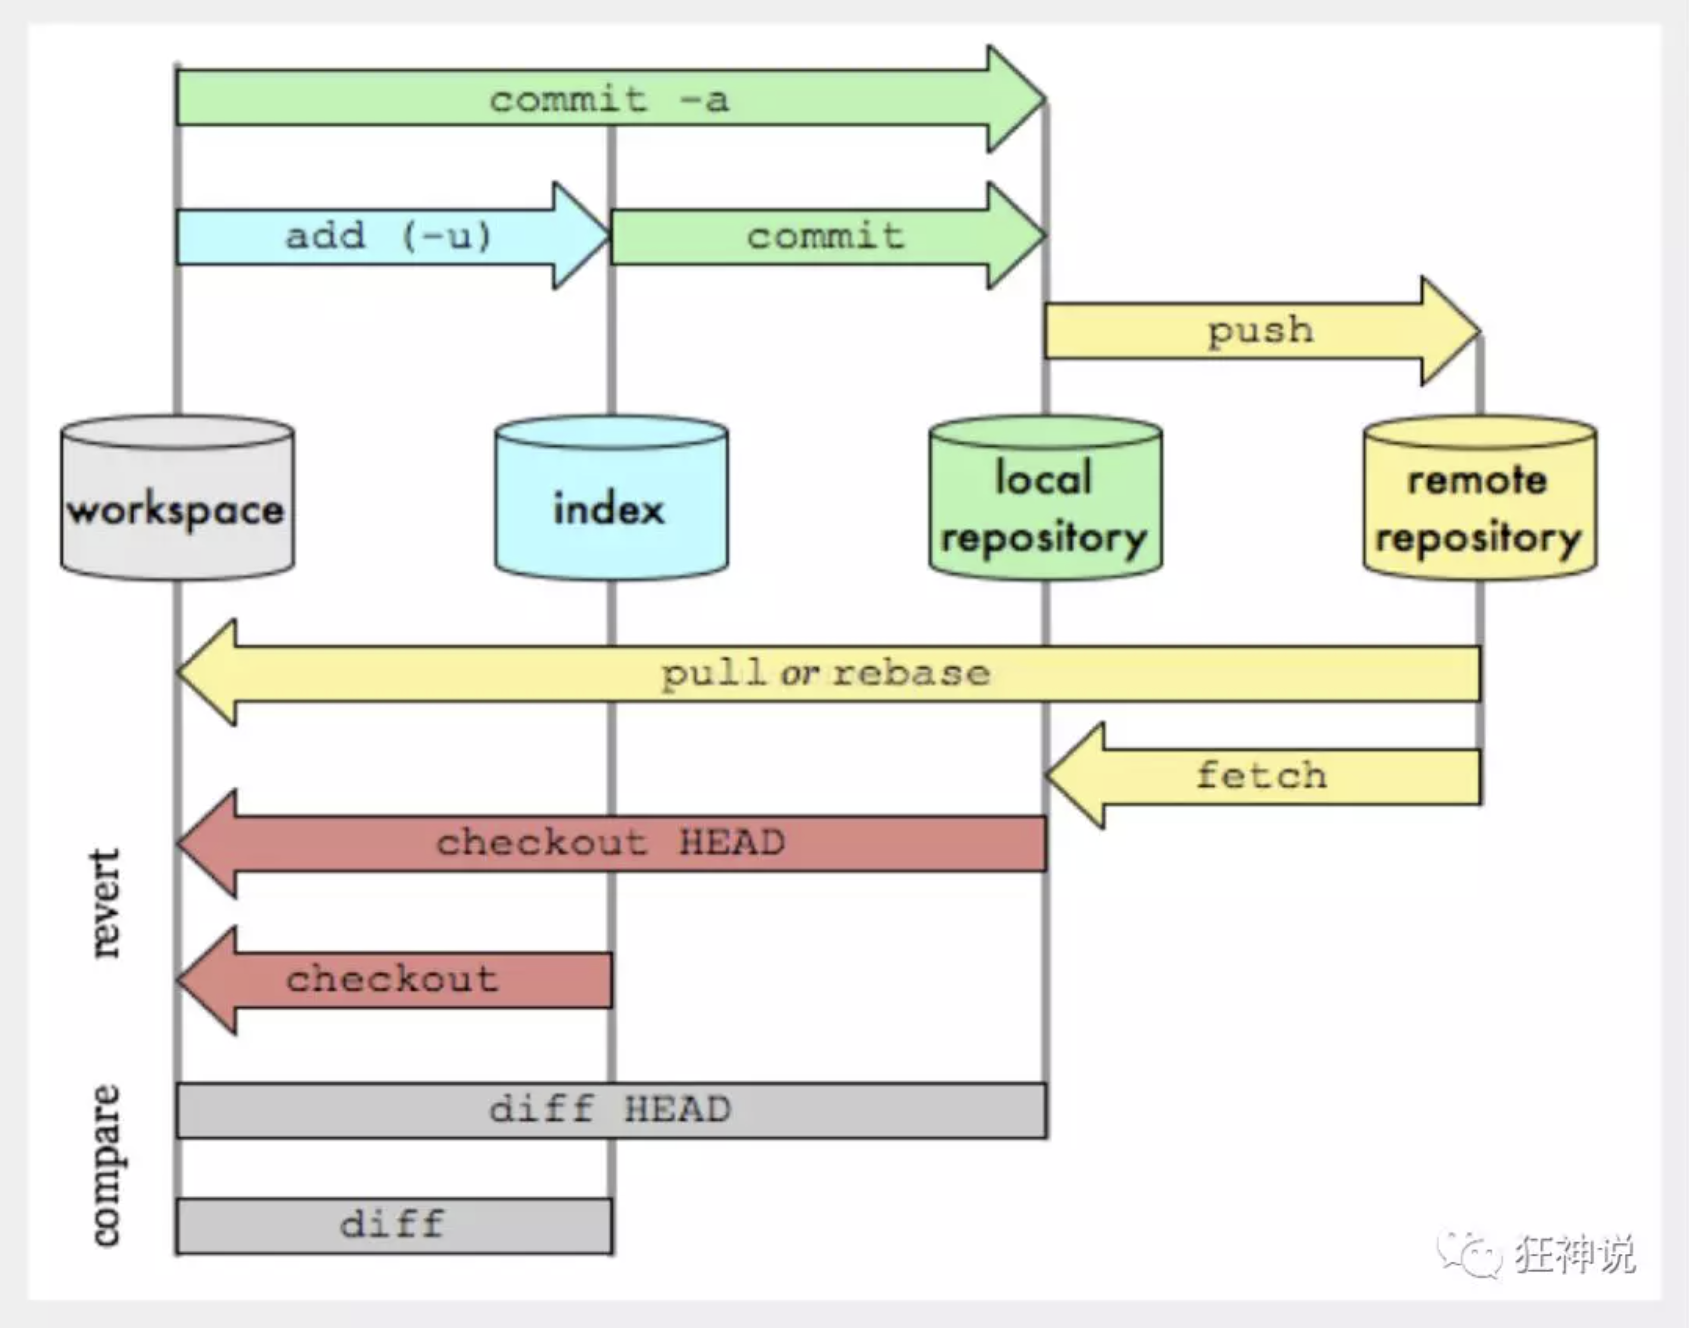 commit -a
add (-u)
commit
push
workspace
index
local
repository
remote
repository
pull or rebase
fetch
revert
checkout HEAD
checkout
compare
diff HEAD
diff
狂神说